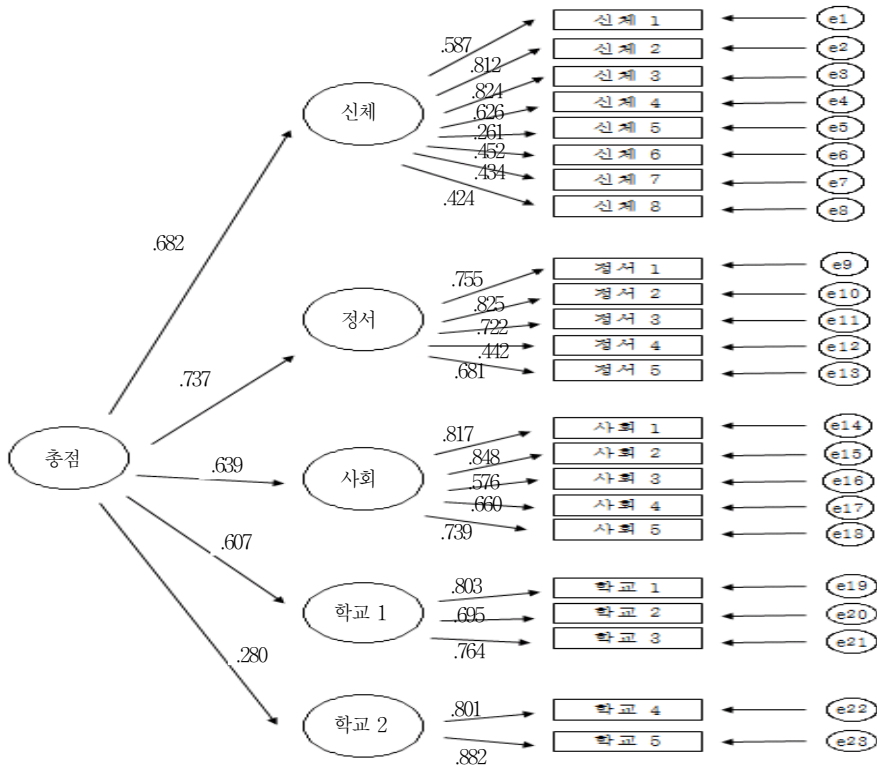 신체 1 e1
.587
신체 2 e2
.812
신체 3 e3
.824
신체
신체 4 e4
.626
신체 5 e5
.261
신체 6 e6
.452
신체 7 e7
.434
신체 8 e8
.424
.682
정서 1 e9
.755
정서 2 e10
.825
정서
정서 3 e11
.722
정서 4 e12
.442
정서 5 e13
.681
.737
사회 1 e14
.817
사회 2 e15
.848
총점
.639
사회
사회 3 e16
.576
사회 4 e17
.660
사회 5 e18
.739
.607
학교 1 e19
.803
학교 1
학교 2 e20
.695
학교 3 e21
.764
.280
학교 4 e22
.801
학교 2
학교 5 e23
.882